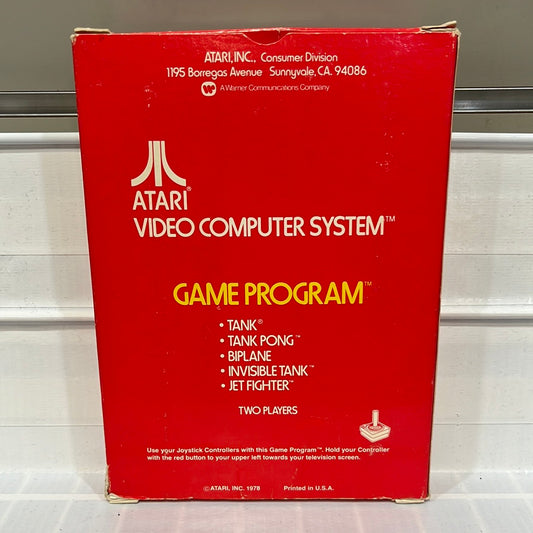 ATARI, INC., Consumer Division
1195 Borregas Avenue Sunnyvale, CA. 94086
A Warner Communications Company
ATARI®
VIDEO COMPUTER SYSTEM™
GAME PROGRAM™
• TANK®
• TANK PONG™
• BIPLANE
• INVISIBLE TANK™
• JET FIGHTER™
TWO PLAYERS
Use your Joystick Controllers with this Game Program™. Hold your Controller
with the red button to your upper left towards your television screen.
© ATARI, INC. 1978 Printed in U.S.A.